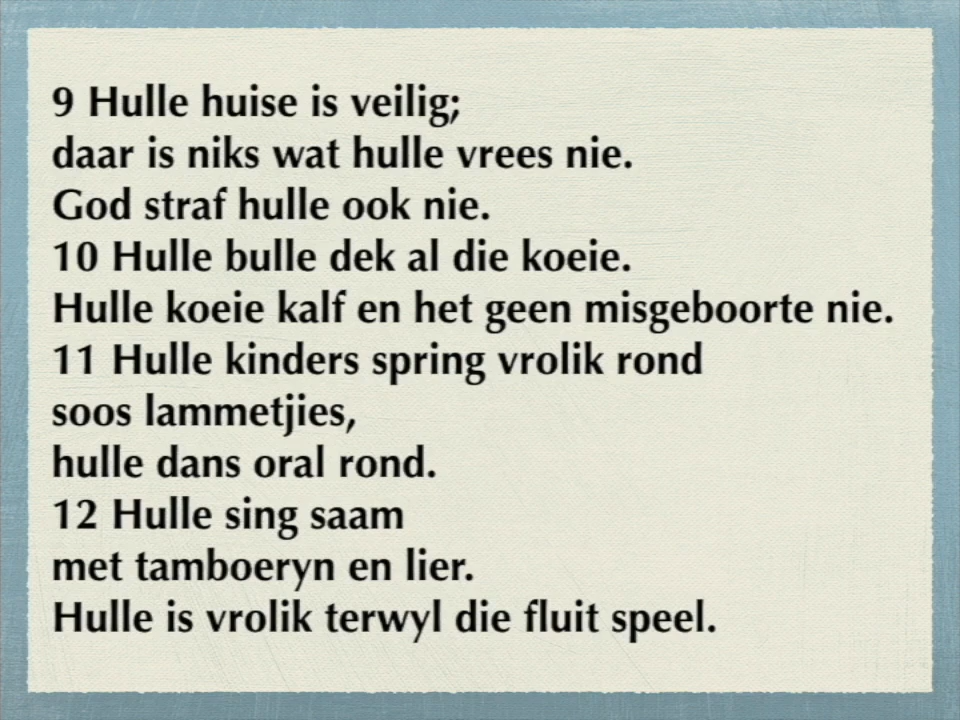 9 Hulle huise is veilig;
daar is niks wat hulle vrees nie.
God straf hulle ook nie.
10 Hulle bulle dek al die koeie.
Hulle koeie kalf en het geen misgeboorte nie.
11 Hulle kinders spring vrolik rond
soos lammetjies,
hulle dans oral rond.
12 Hulle sing saam
met tamboeryn en lier.
Hulle is vrolik terwyl die fluit speel.